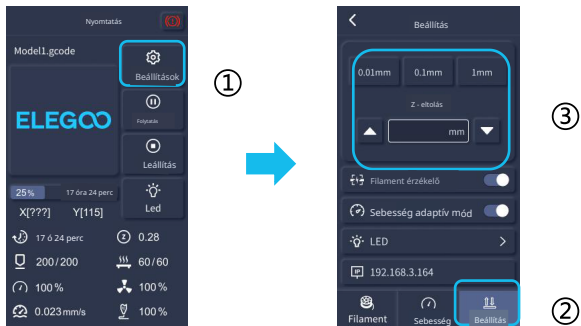 Nyomtatás
Model1.gcode
Beállítások
ELEGOO
Folytatás
Leállítás
25%
17 óra 24 perc
Led
X[???] Y[115]
17 ó 24 perc
0.28
200/200
60/60
100%
100%
0.023mm/s
100%
①
Beállítás
0.01mm 0.1mm 1mm
Z - eltolás
mm
③
Filament érzékelő
Sebesség adaptív mód
LED
IP 192.168.3.164
Filament Sebesség Beállítás
②